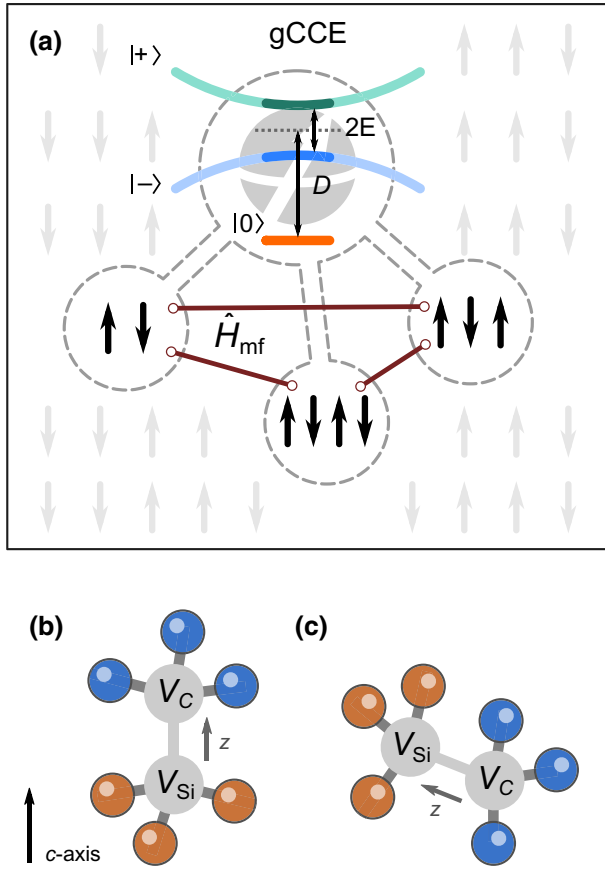 (a)
gCCE
|+⟩
2E
|−⟩
D
|0⟩
Ĥmf
(b)
(c)
VC
z
VSi
c-axis
VSi
VC
z